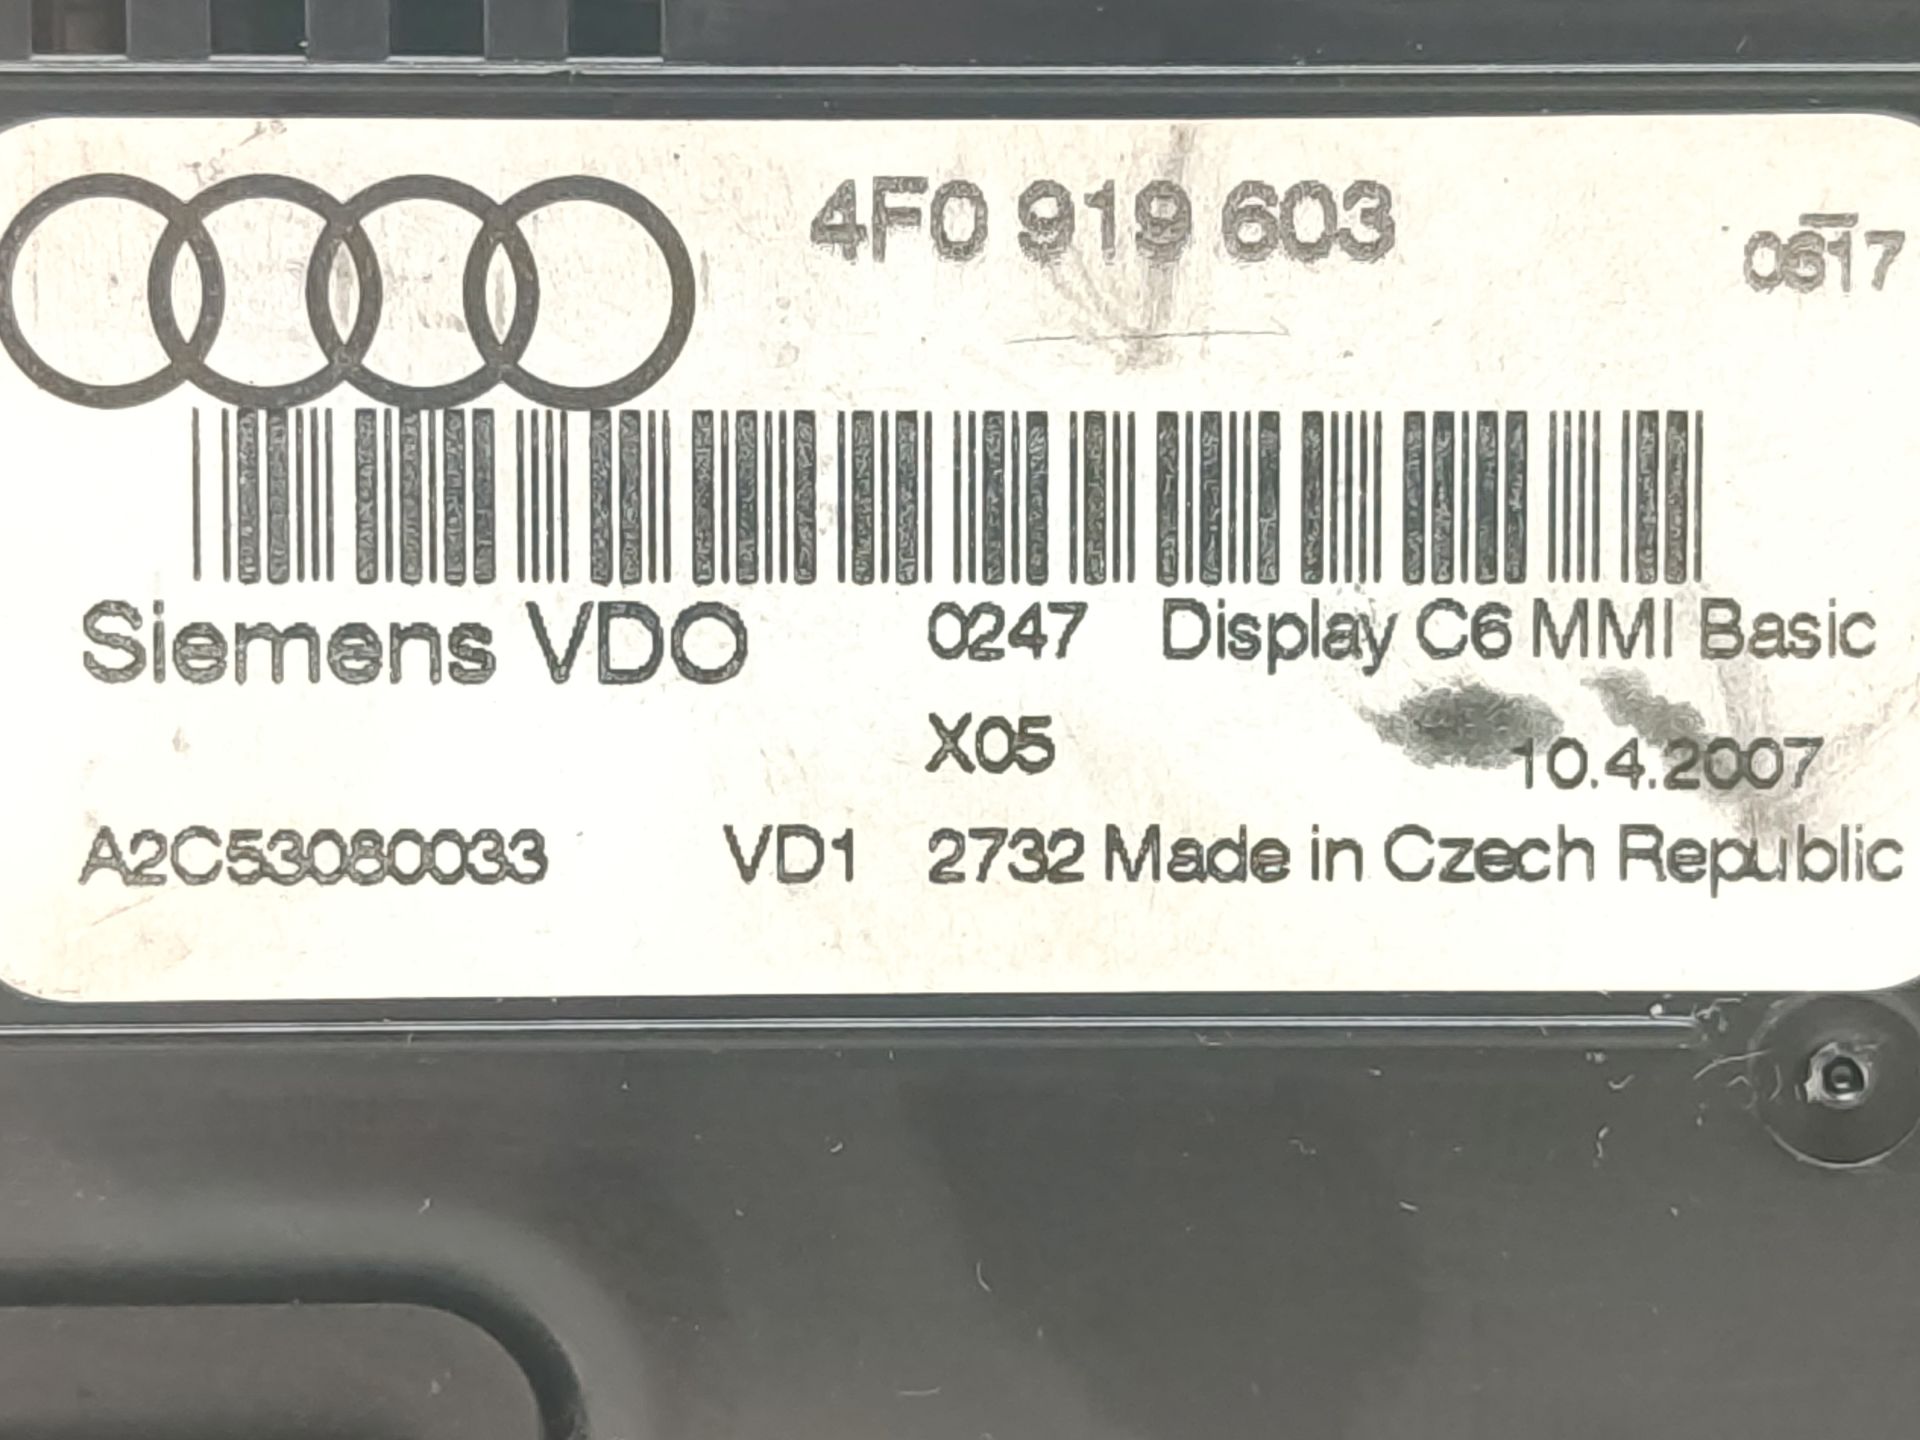 4F0 919 603
0617
Siemens VDO 0247 Display C6 MMI Basic
X05 10.4.2007
A2C53080033 VD1 2732 Made in Czech Republic